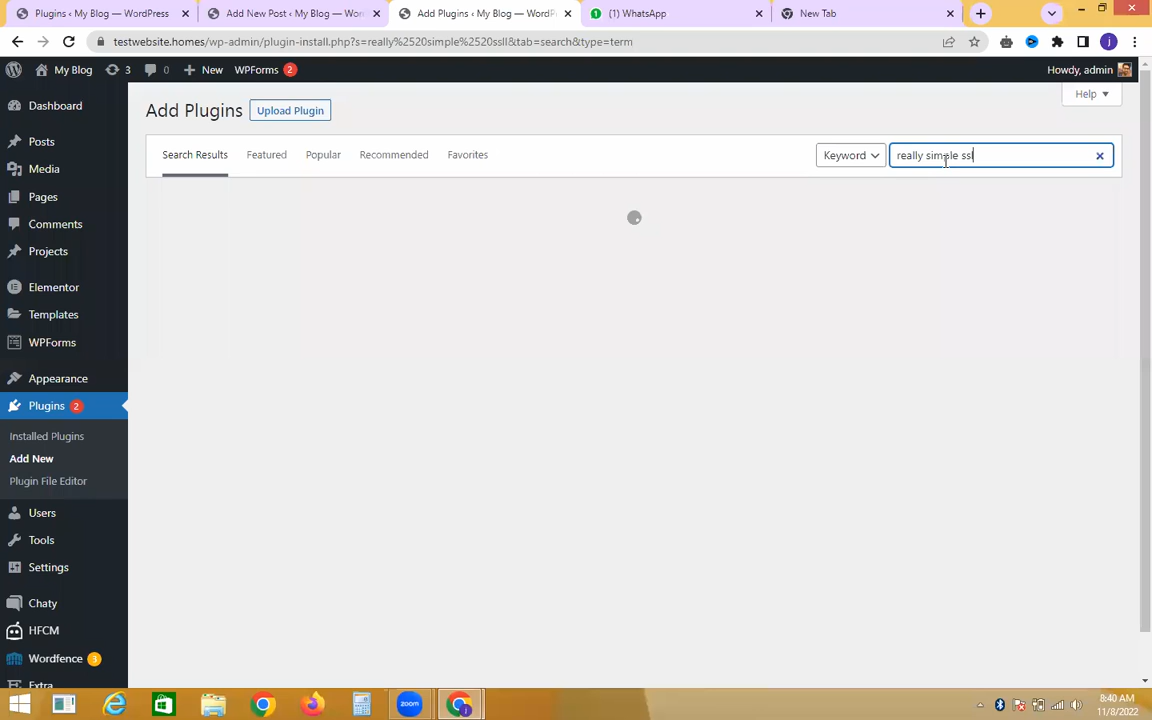 Plugins ‹ My Blog — WordPress
Add New Post ‹ My Blog — Wor
Add Plugins ‹ My Blog — WordP
(1) WhatsApp
New Tab
testwebsite.homes/wp-admin/plugin-install.php?s=really%2520simple%2520ssll&tab=search&type=term
My Blog
3
0
New
WPForms 2
Howdy, admin
Dashboard
Posts
Media
Pages
Comments
Projects
Elementor
Templates
WPForms
Appearance
Plugins 2
Installed Plugins
Add New
Plugin File Editor
Users
Tools
Settings
Chaty
HFCM
Wordfence 3
Extra
Help
Add Plugins
Upload Plugin
Search Results
Featured
Popular
Recommended
Favorites
Keyword
really simple ssl
zoom
8:40 AM
11/8/2022